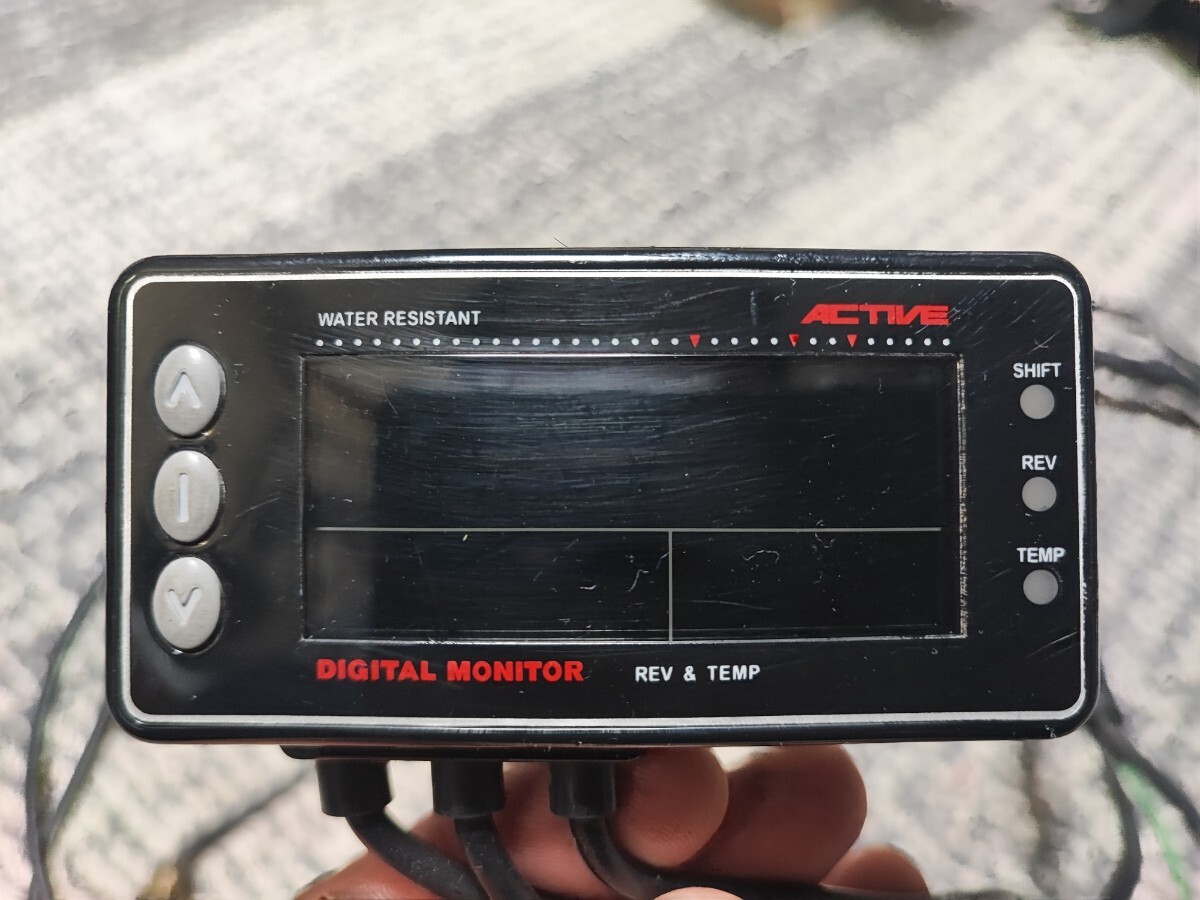 WATER RESISTANT
ACTIVE
SHIFT
REV
TEMP
DIGITAL MONITOR
REV & TEMP